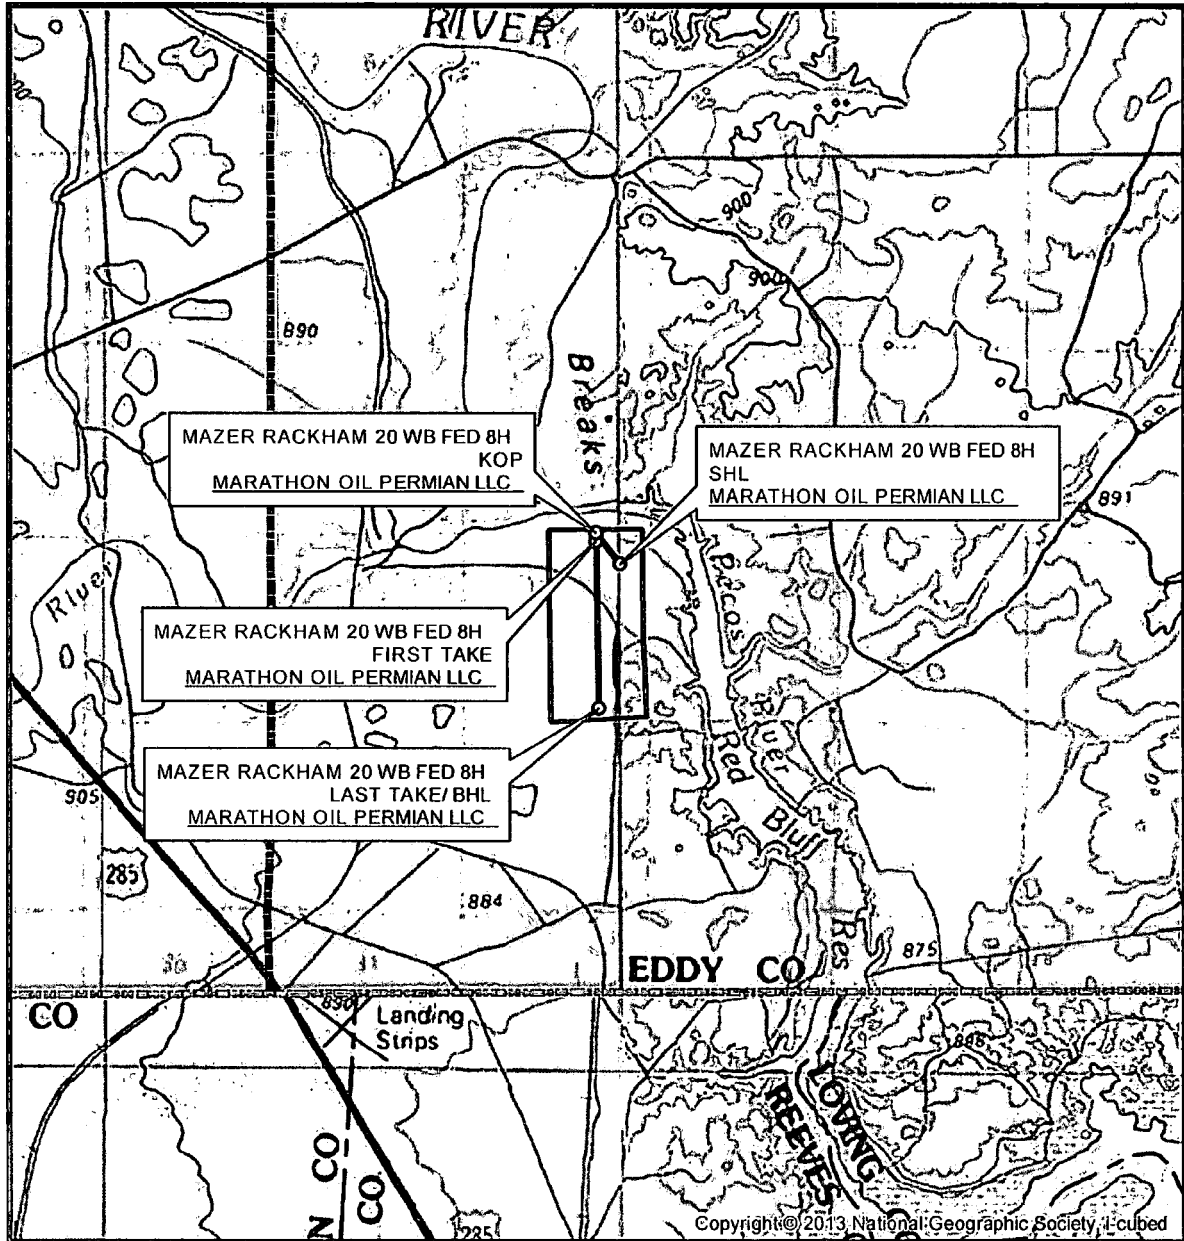 RIVER
900
900
890
Breaks
MAZER RACKHAM 20 WB FED 8H
KOP
MARATHON OIL PERMIAN LLC
MAZER RACKHAM 20 WB FED 8H
SHL
MARATHON OIL PERMIAN LLC
891
River
Pecos
MAZER RACKHAM 20 WB FED 8H
FIRST TAKE
MARATHON OIL PERMIAN LLC
River
Red Bluff
Res
MAZER RACKHAM 20 WB FED 8H
LAST TAKE/ BHL
MARATHON OIL PERMIAN LLC
905
285
884
875
30
31
EDDY CO
CO
890
Landing
Strips
LOVING
REEVES
N CO
CO
285
Copyright:© 2013 National Geographic Society, i-cubed